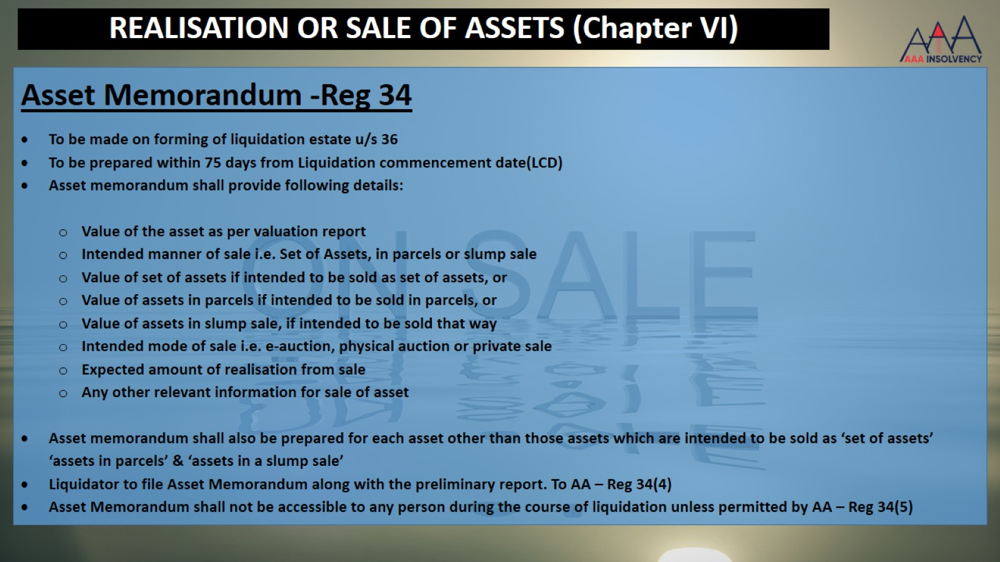 REALISATION OR SALE OF ASSETS (Chapter VI)
AAA INSOLVENCY
Asset Memorandum -Reg 34
• To be made on forming of liquidation estate u/s 36
• To be prepared within 75 days from Liquidation commencement date(LCD)
• Asset memorandum shall provide following details:
o Value of the asset as per valuation report
o Intended manner of sale i.e. Set of Assets, in parcels or slump sale
o Value of set of assets if intended to be sold as set of assets, or
o Value of assets in parcels if intended to be sold in parcels, or
o Value of assets in slump sale, if intended to be sold that way
o Intended mode of sale i.e. e-auction, physical auction or private sale
o Expected amount of realisation from sale
o Any other relevant information for sale of asset
ON SALE
• Asset memorandum shall also be prepared for each asset other than those assets which are intended to be sold as ‘set of assets’
‘assets in parcels’ & ‘assets in a slump sale’
• Liquidator to file Asset Memorandum along with the preliminary report. To AA – Reg 34(4)
• Asset Memorandum shall not be accessible to any person during the course of liquidation unless permitted by AA – Reg 34(5)